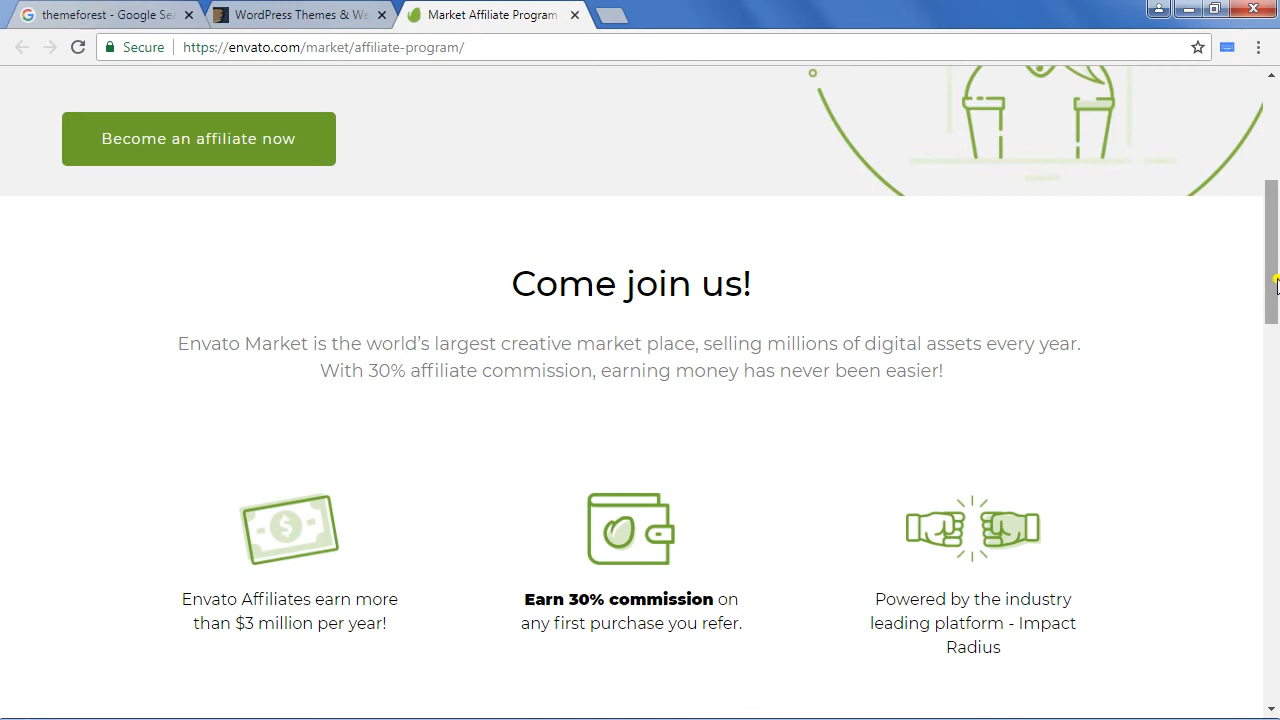 themeforest - Google Sea
WordPress Themes & We
Market Affiliate Program
Secure
https://envato.com/market/affiliate-program/
Become an affiliate now
Come join us!
Envato Market is the world’s largest creative market place, selling millions of digital assets every year.
With 30% affiliate commission, earning money has never been easier!
Envato Affiliates earn more
than $3 million per year!
Earn 30% commission on
any first purchase you refer.
Powered by the industry
leading platform - Impact
Radius